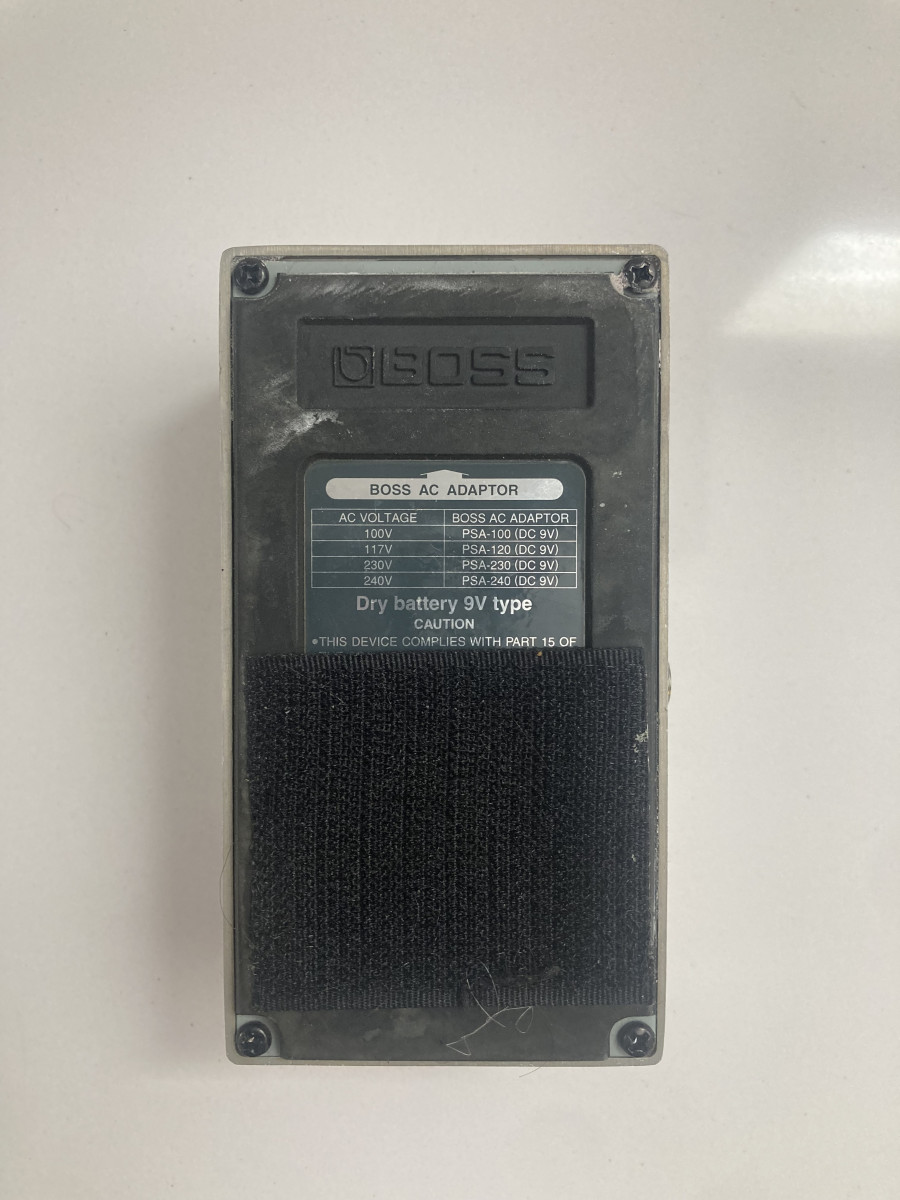 BOSS
BOSS AC ADAPTOR
AC VOLTAGE BOSS AC ADAPTOR
100V PSA-100 (DC 9V)
117V PSA-120 (DC 9V)
230V PSA-230 (DC 9V)
240V PSA-240 (DC 9V)
Dry battery 9V type
CAUTION
•THIS DEVICE COMPLIES WITH PART 15 OF